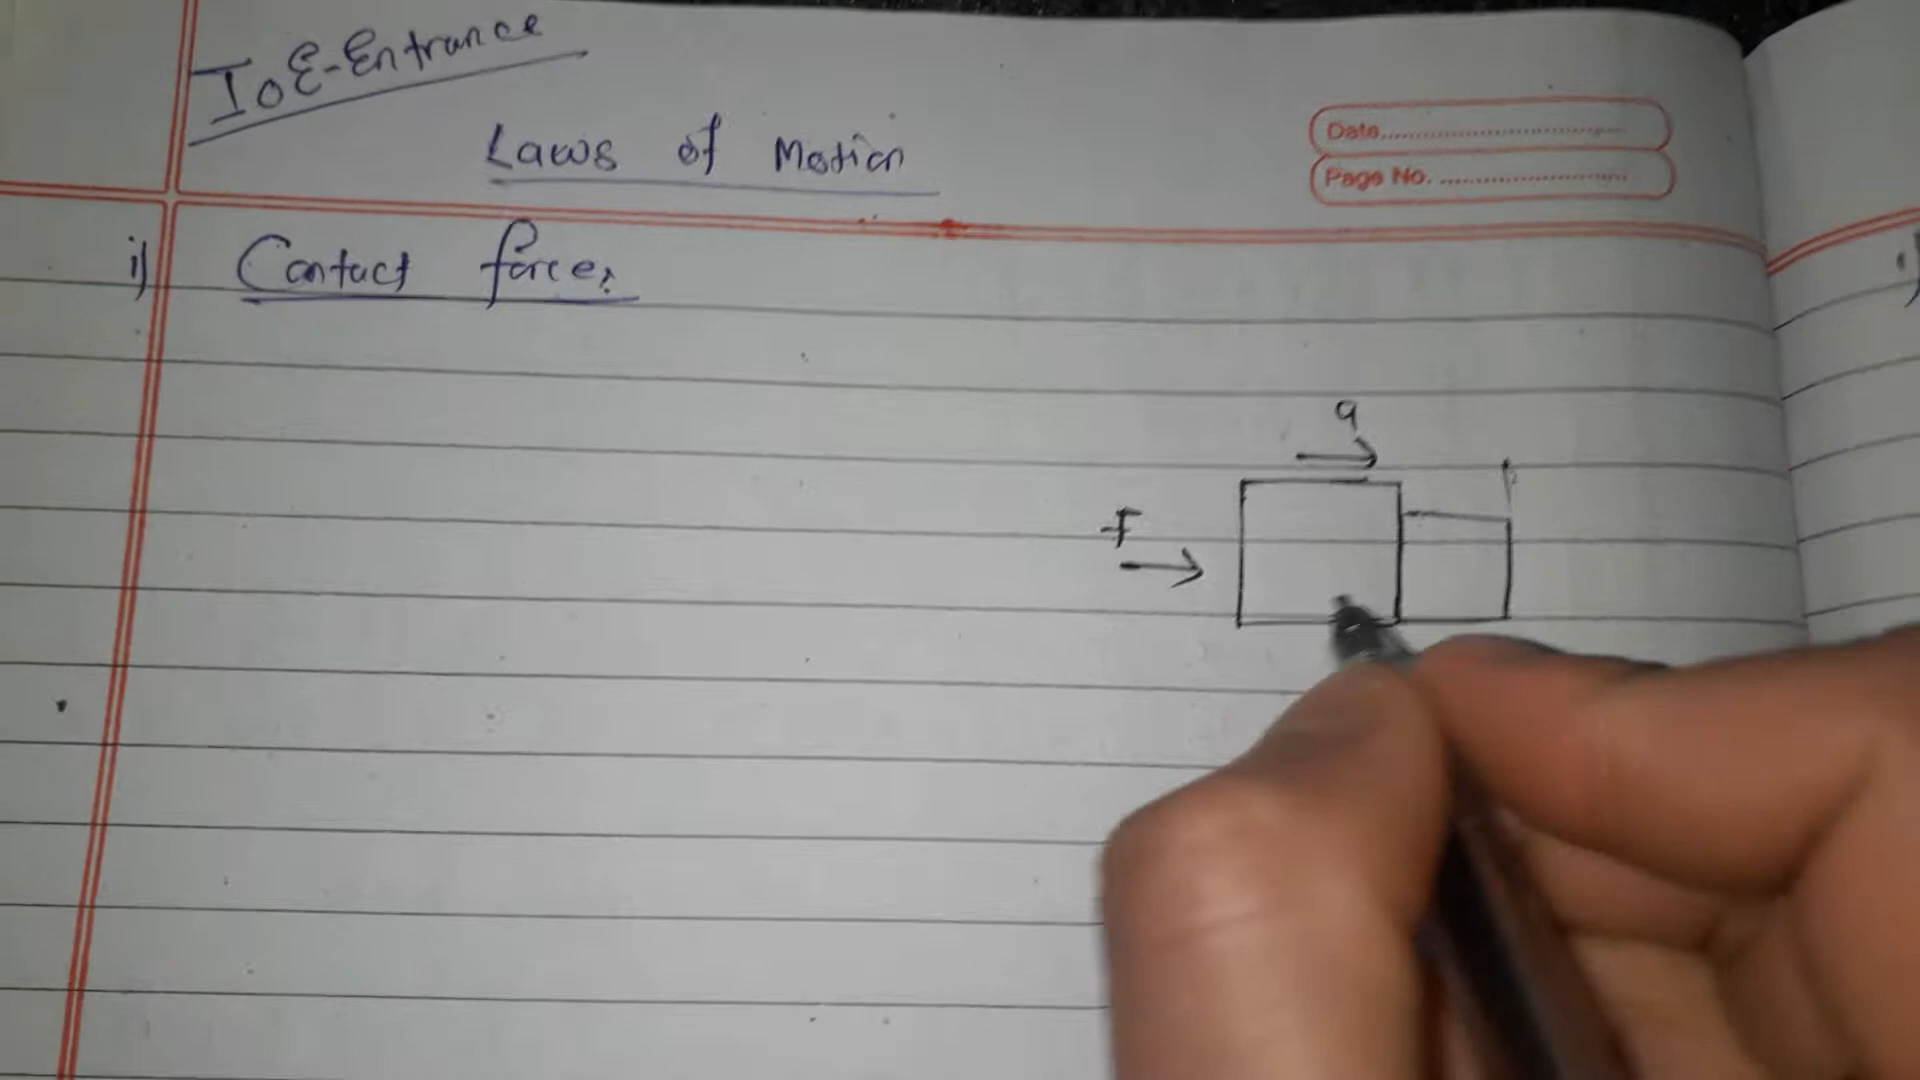 IOE-Entrance
Laws of Motion
Date
Page No.
i) Contact force:
a
F